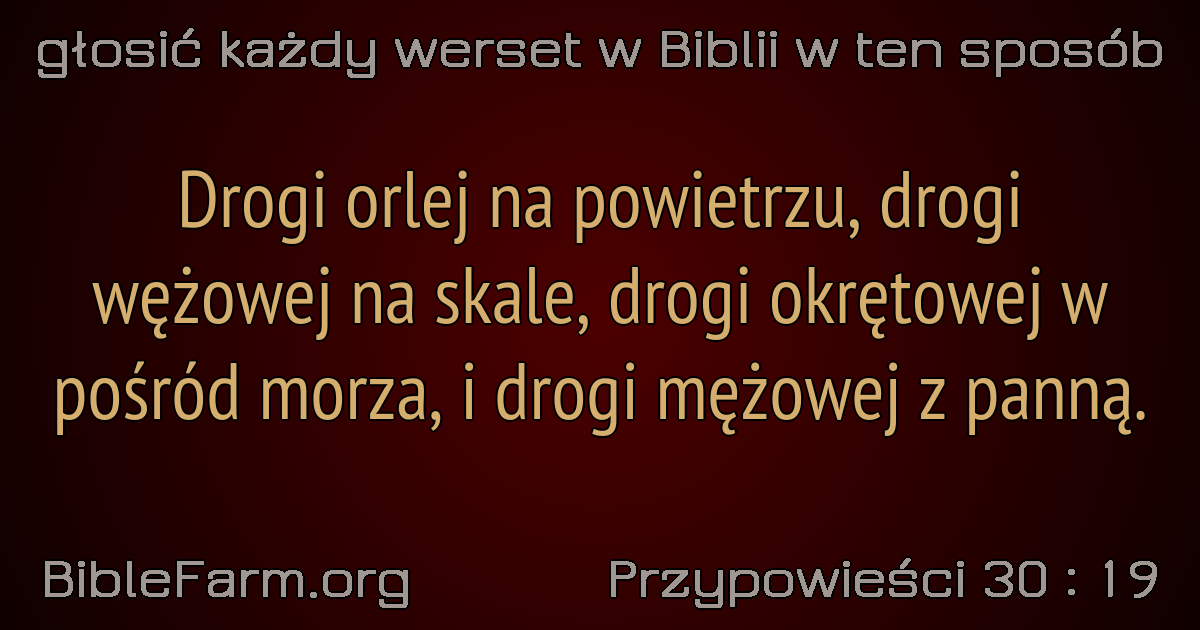 głosić każdy werset w Biblii w ten sposób
Drogi orlej na powietrzu, drogi
wężowej na skale, drogi okrętowej w
pośród morza, i drogi mężowej z panną.
BibleFarm.org
Przypowieści 30 : 19